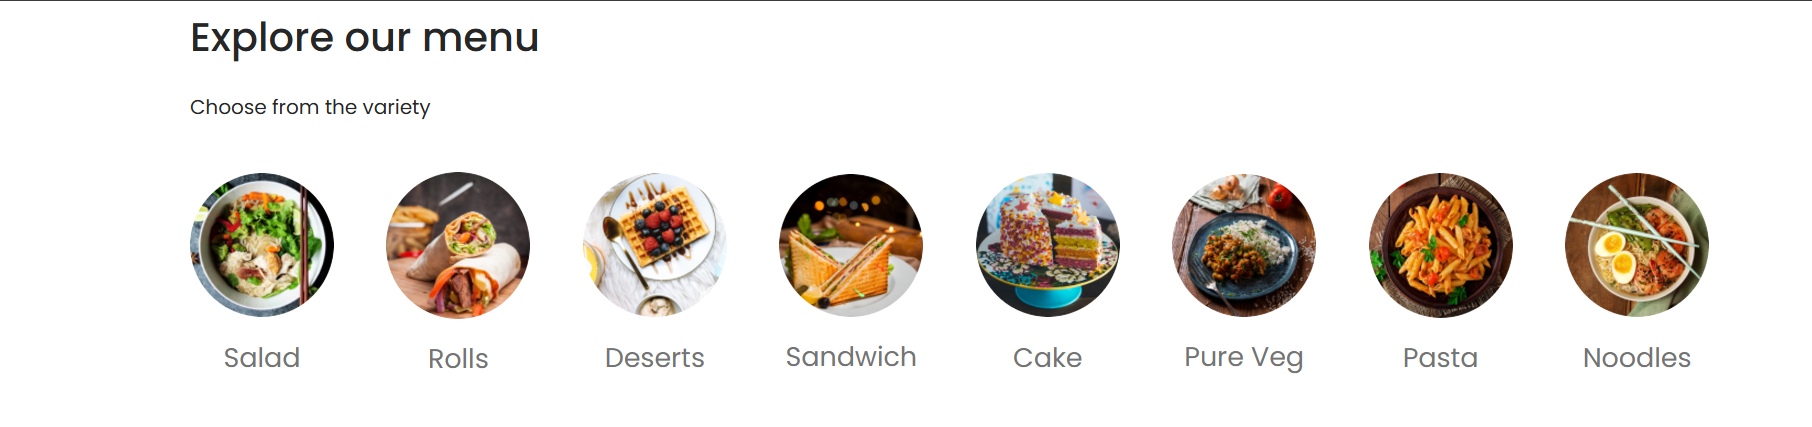 Explore our menu
Choose from the variety
Salad Rolls Deserts Sandwich Cake Pure Veg Pasta Noodles